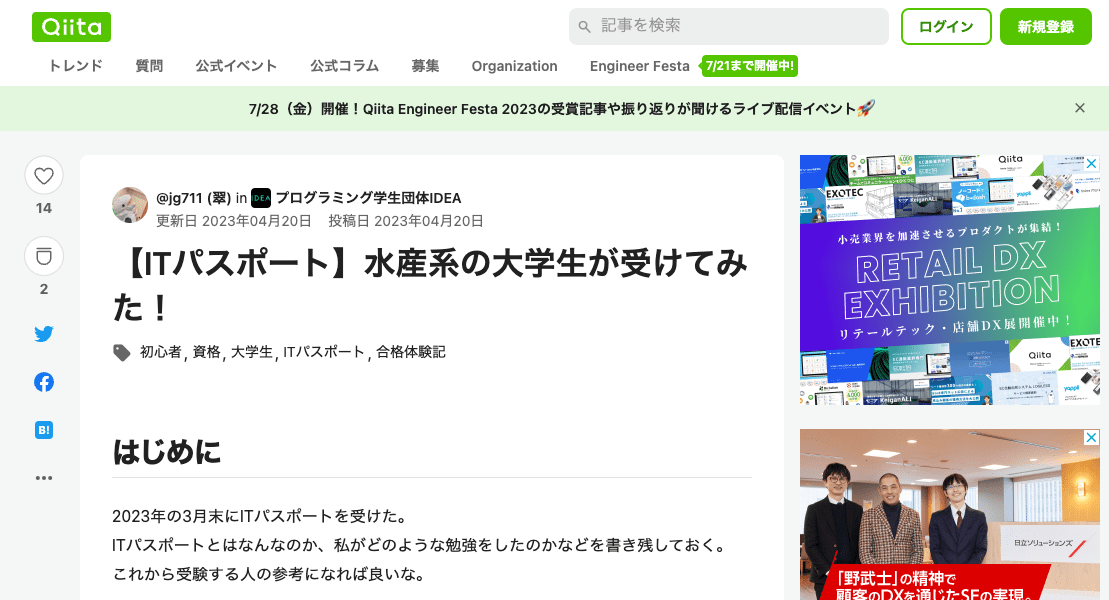 Qiita
記事を検索
ログイン
新規登録
トレンド 質問 公式イベント 公式コラム 募集 Organization Engineer Festa 7/21まで開催中!
7/28（金）開催！Qiita Engineer Festa 2023の受賞記事や振り返りが聞けるライブ配信イベント🚀
14
2
B!
@jg711 (翠) in IDEA プログラミング学生団体IDEA
更新日 2023年04月20日 投稿日 2023年04月20日
【ITパスポート】水産系の大学生が受けてみ
た！
初心者, 資格, 大学生, ITパスポート, 合格体験記
はじめに
2023年の3月末にITパスポートを受けた。
ITパスポートとはなんなのか、私がどのような勉強をしたのかなどを書き残しておく。
これから受験する人の参考になれば良いな。
Qiita
EXOTEC
KeiganALI
yappli
小売業界を加速させるプロダクトが集結！
RETAIL DX
EXHIBITION
リテールテック・店舗DX展開催中！
Qiita
EXOTEC
KeiganALI
yappli
日立ソリューションズ
「野武士」の精神で
顧客のDXを通じたSEの実現。